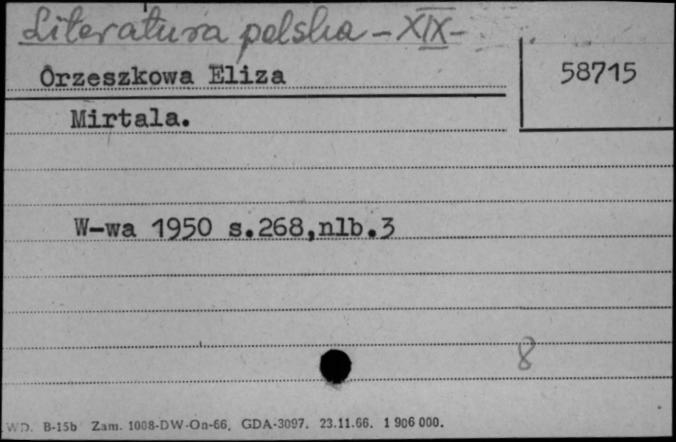 Literatura polska - XIX -
Orzeszkowa Eliza
58715
Mirtala.
W-wa 1950 s.268,nlb.3
8
WD. B-15b Zam. 1008-DW-On-66. GDA-3097. 23.11.66. 1 906 000.